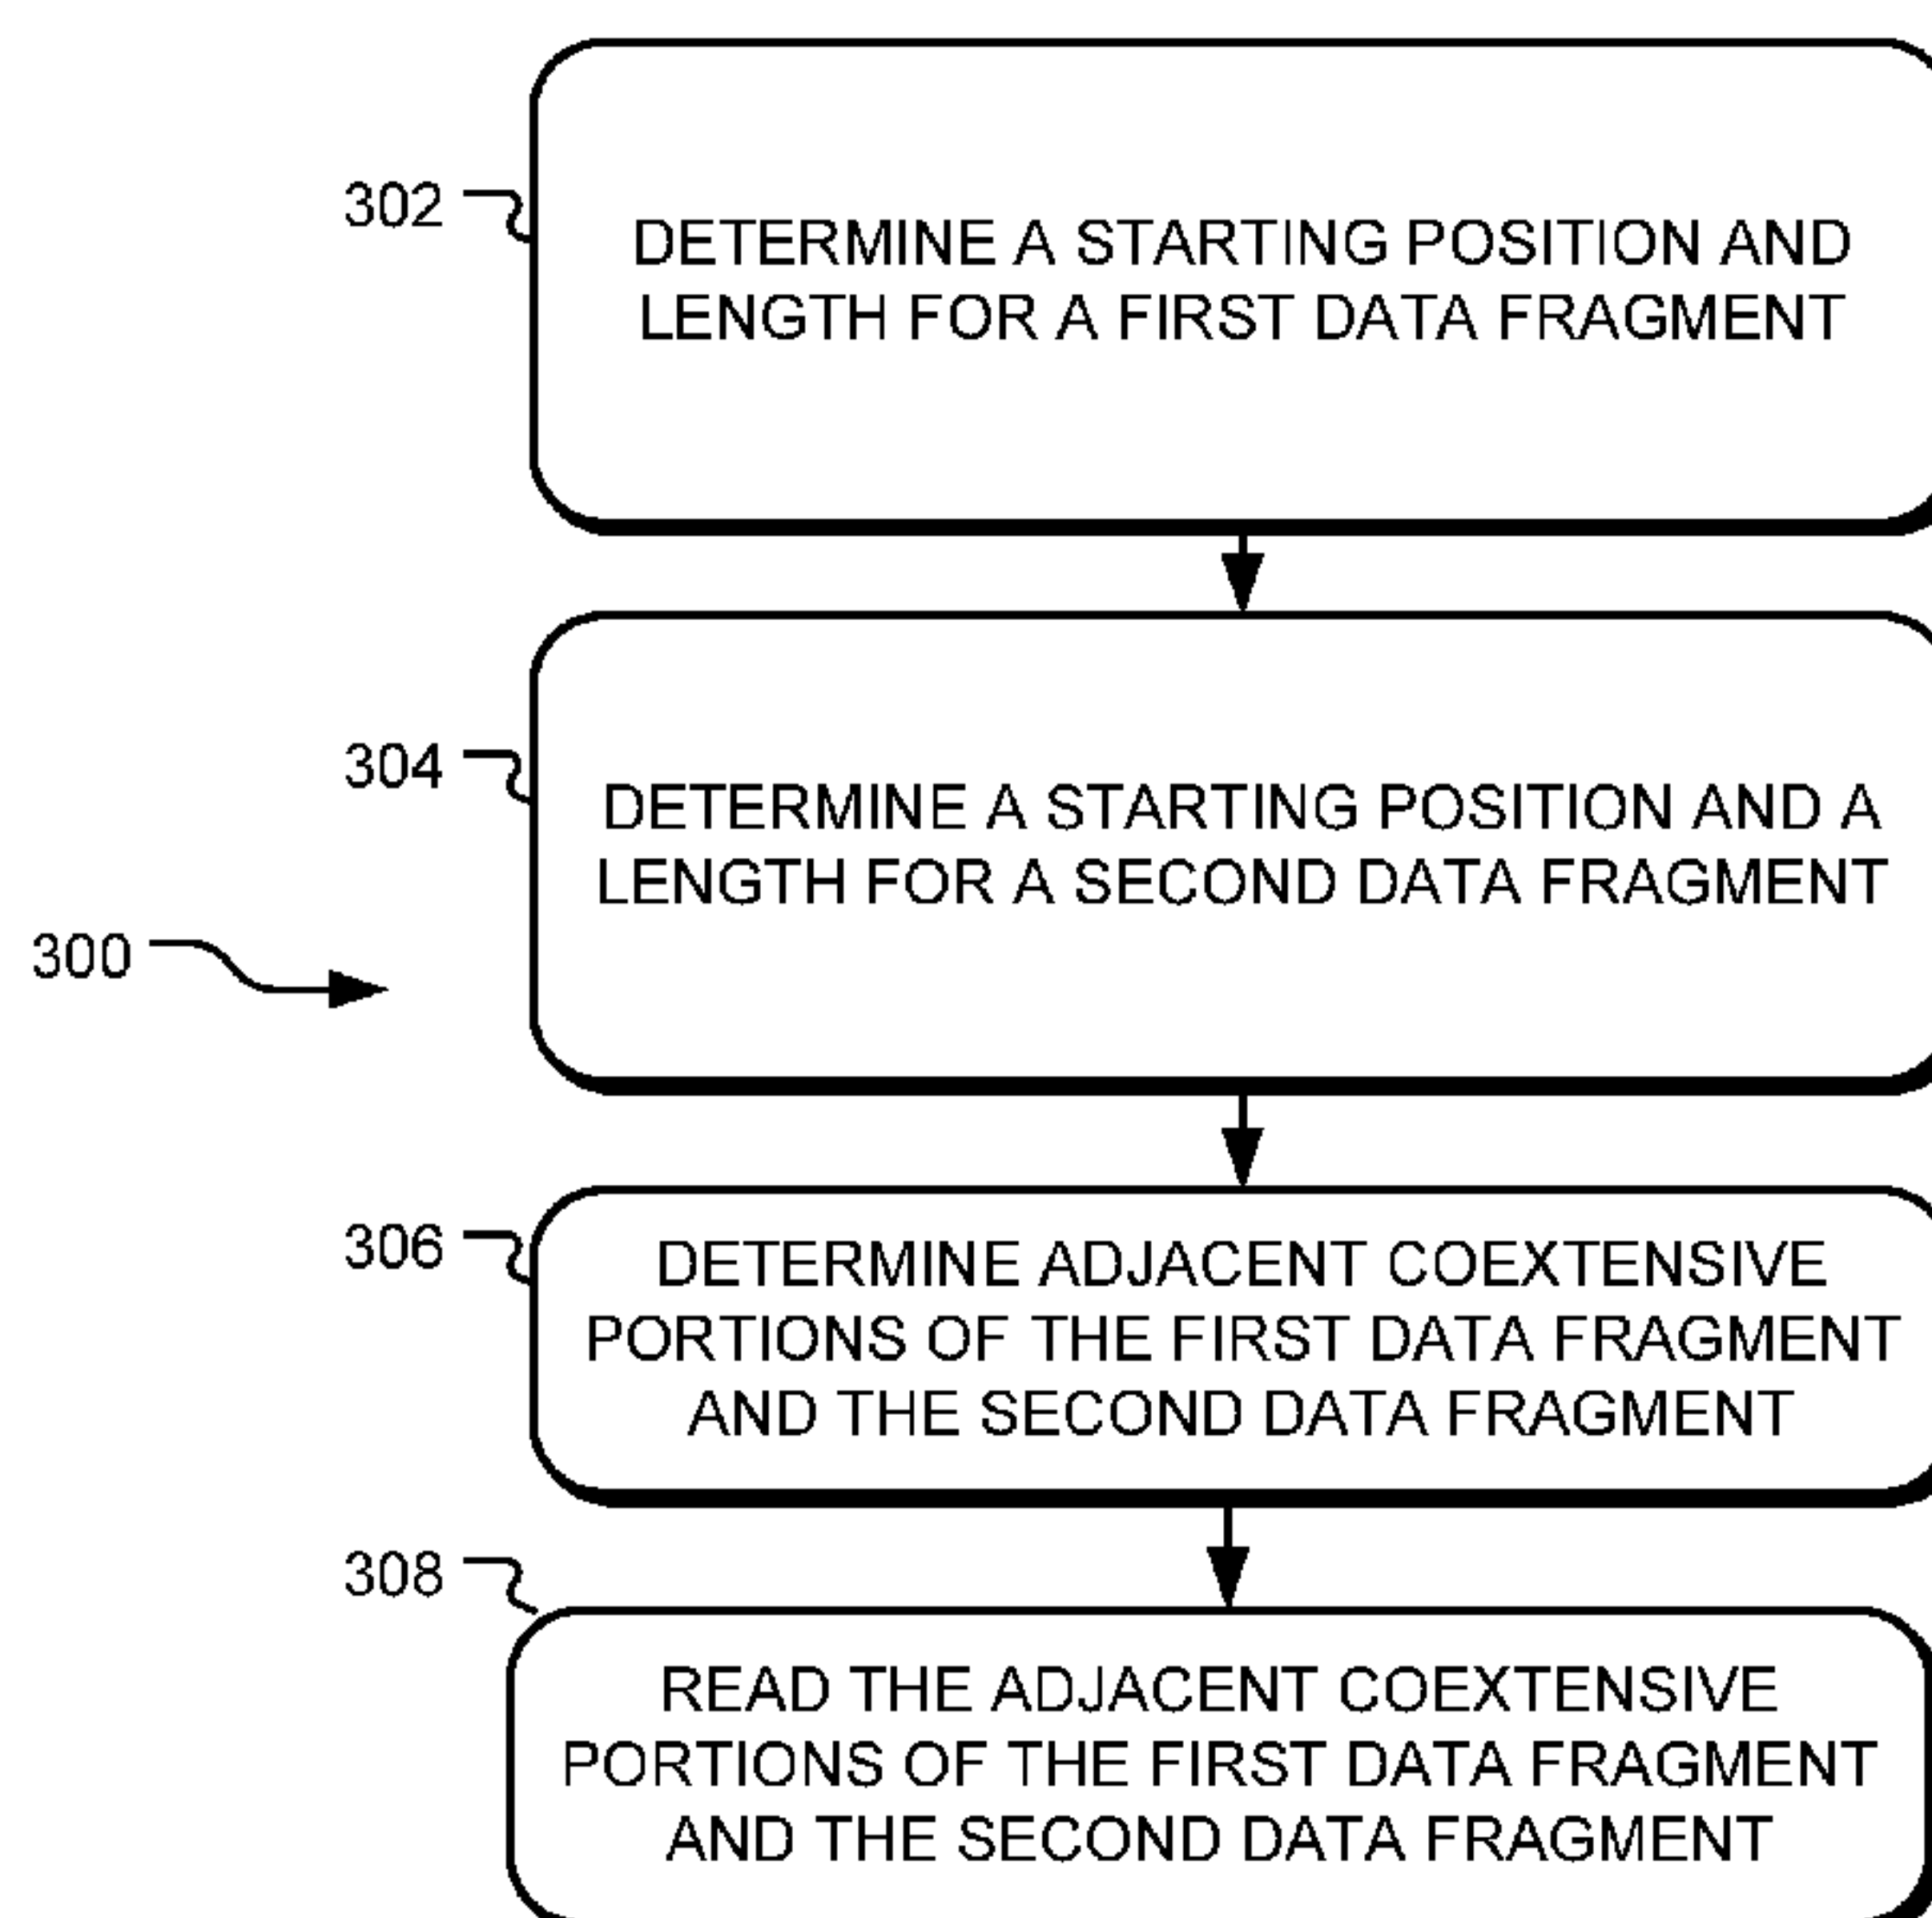 302
DETERMINE A STARTING POSITION AND
LENGTH FOR A FIRST DATA FRAGMENT
304
DETERMINE A STARTING POSITION AND A
LENGTH FOR A SECOND DATA FRAGMENT
300
306
DETERMINE ADJACENT COEXTENSIVE
PORTIONS OF THE FIRST DATA FRAGMENT
AND THE SECOND DATA FRAGMENT
308
READ THE ADJACENT COEXTENSIVE
PORTIONS OF THE FIRST DATA FRAGMENT
AND THE SECOND DATA FRAGMENT